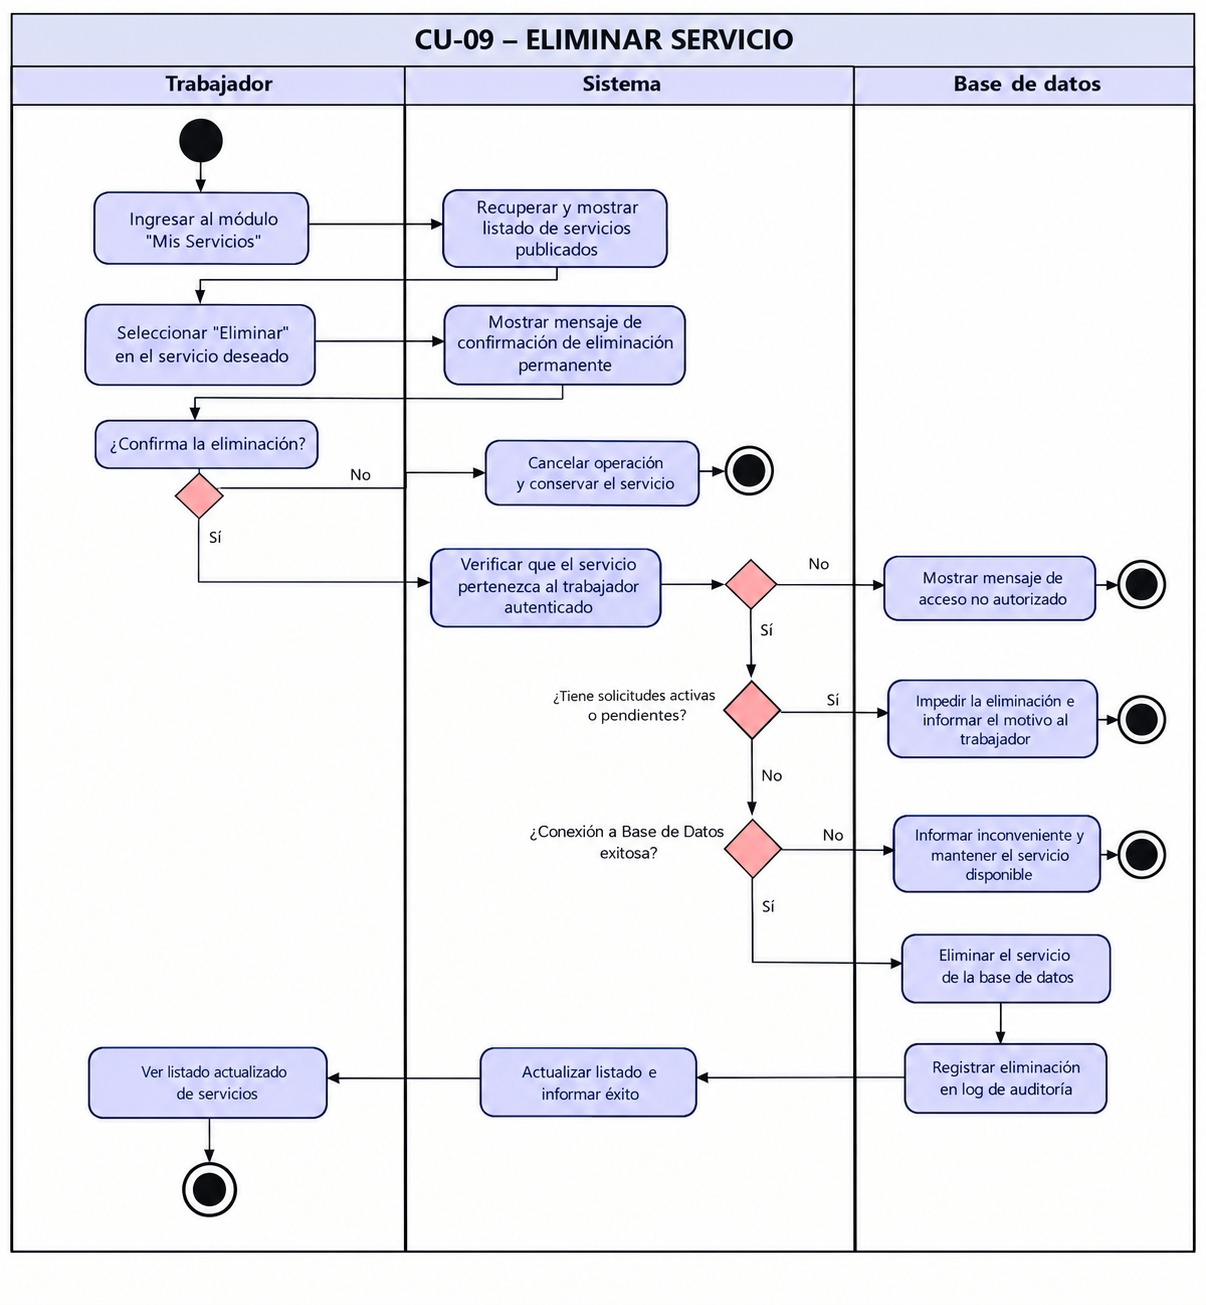 CU-09 – ELIMINAR SERVICIO
Trabajador
Sistema
Base de datos
Ingresar al módulo
"Mis Servicios"
Recuperar y mostrar
listado de servicios
publicados
Seleccionar "Eliminar"
en el servicio deseado
Mostrar mensaje de
confirmación de eliminación
permanente
¿Confirma la eliminación?
No
Cancelar operación
y conservar el servicio
Sí
Verificar que el servicio
pertenezca al trabajador
autenticado
No
Mostrar mensaje de
acceso no autorizado
Sí
¿Tiene solicitudes activas
o pendientes?
Sí
Impedir la eliminación e
informar el motivo al
trabajador
No
¿Conexión a Base de Datos
exitosa?
No
Informar inconveniente y
mantener el servicio
disponible
Sí
Eliminar el servicio
de la base de datos
Registrar eliminación
en log de auditoría
Actualizar listado e
informar éxito
Ver listado actualizado
de servicios